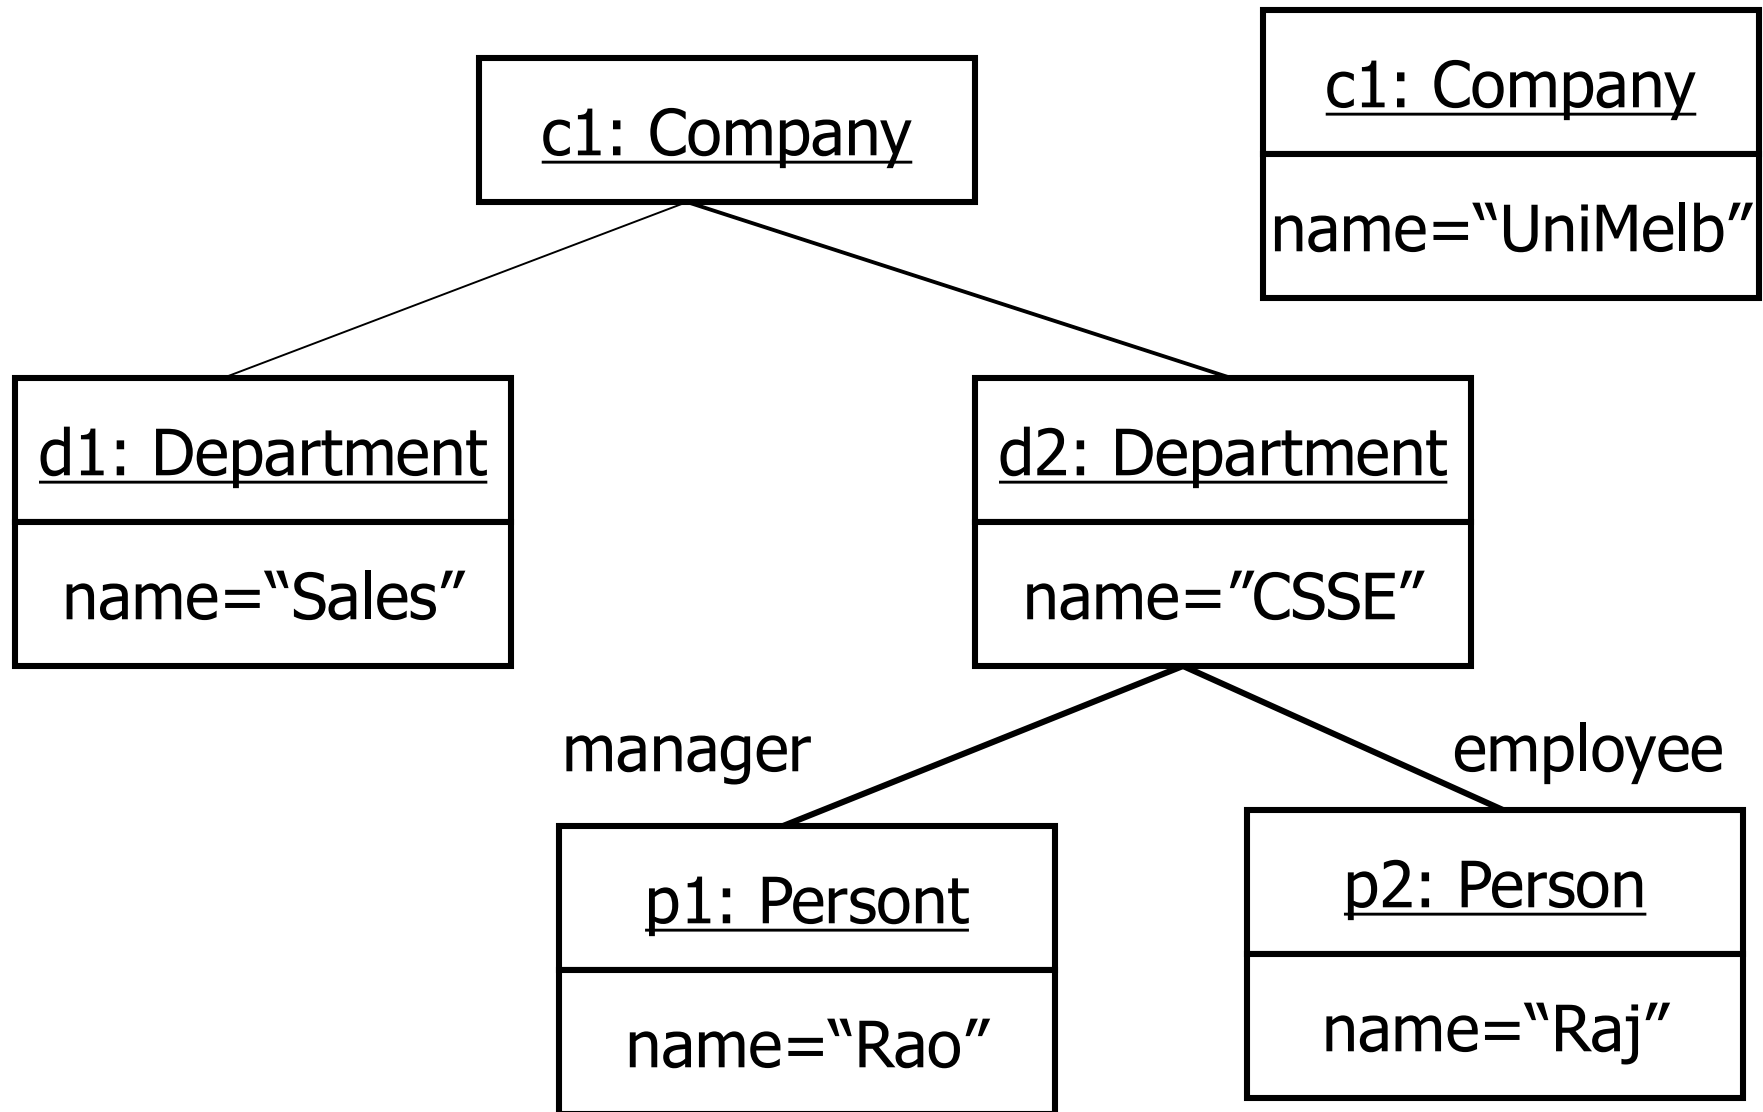 c1: Company
c1: Company
name=“UniMelb”
d1: Department
name=“Sales”
d2: Department
name=”CSSE”
manager
employee
p1: Persont
name=“Rao”
p2: Person
name=“Raj”